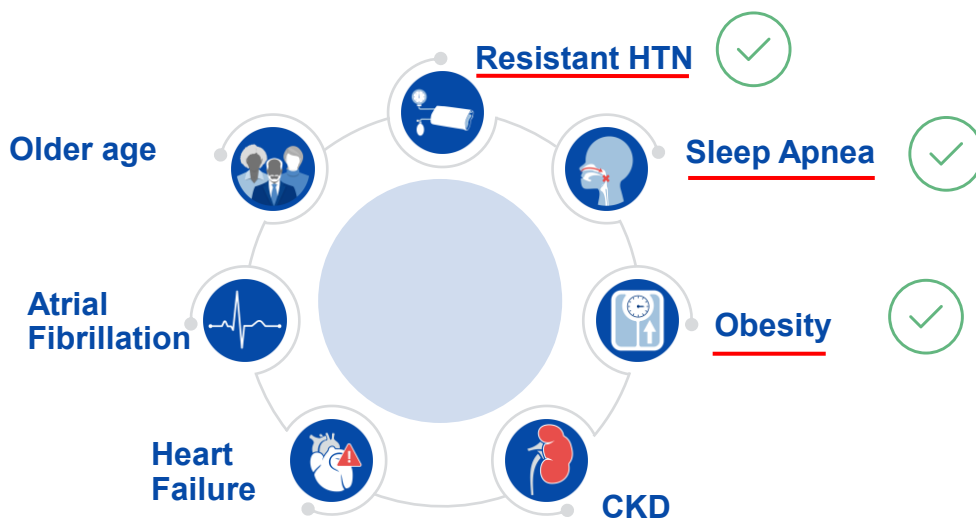 Resistant HTN
Older age
Sleep Apnea
Atrial
Fibrillation
Obesity
Heart
Failure
CKD